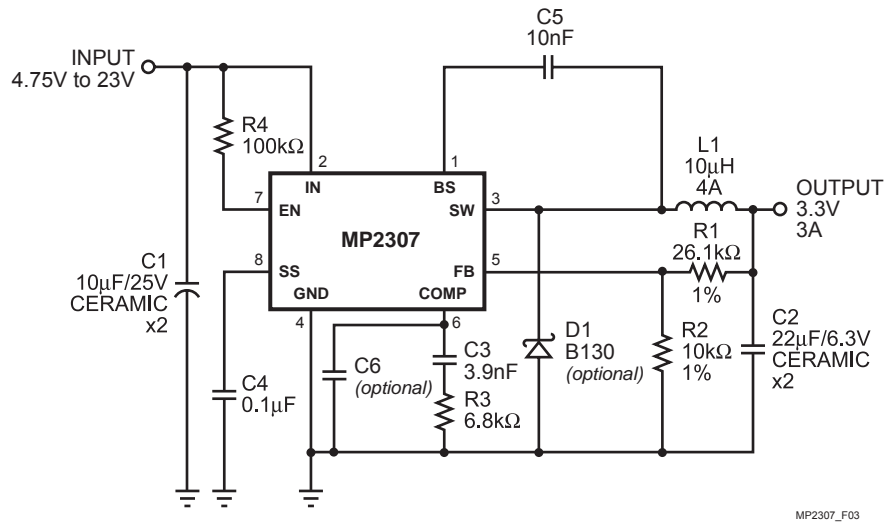 C5
10nF
INPUT
4.75V to 23V
R4
100kΩ
2
1
L1
10µH
4A
IN
BS
OUTPUT
3.3V
3A
7
EN
SW
3
MP2307
R1
26.1kΩ
1%
8
SS
FB
5
C1
10µF/25V
CERAMIC
x2
GND
COMP
4
6
D1
B130
(optional)
R2
10kΩ
1%
C2
22µF/6.3V
CERAMIC
x2
C3
3.9nF
C6
(optional)
C4
0.1µF
R3
6.8kΩ
MP2307_F03